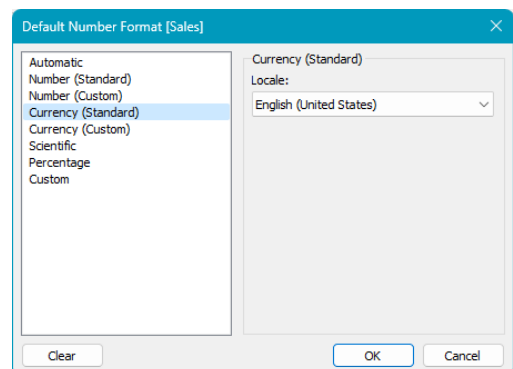 Default Number Format [Sales]
Automatic
Number (Standard)
Number (Custom)
Currency (Standard)
Currency (Custom)
Scientific
Percentage
Custom
Currency (Standard)
Locale:
English (United States)
Clear
OK
Cancel